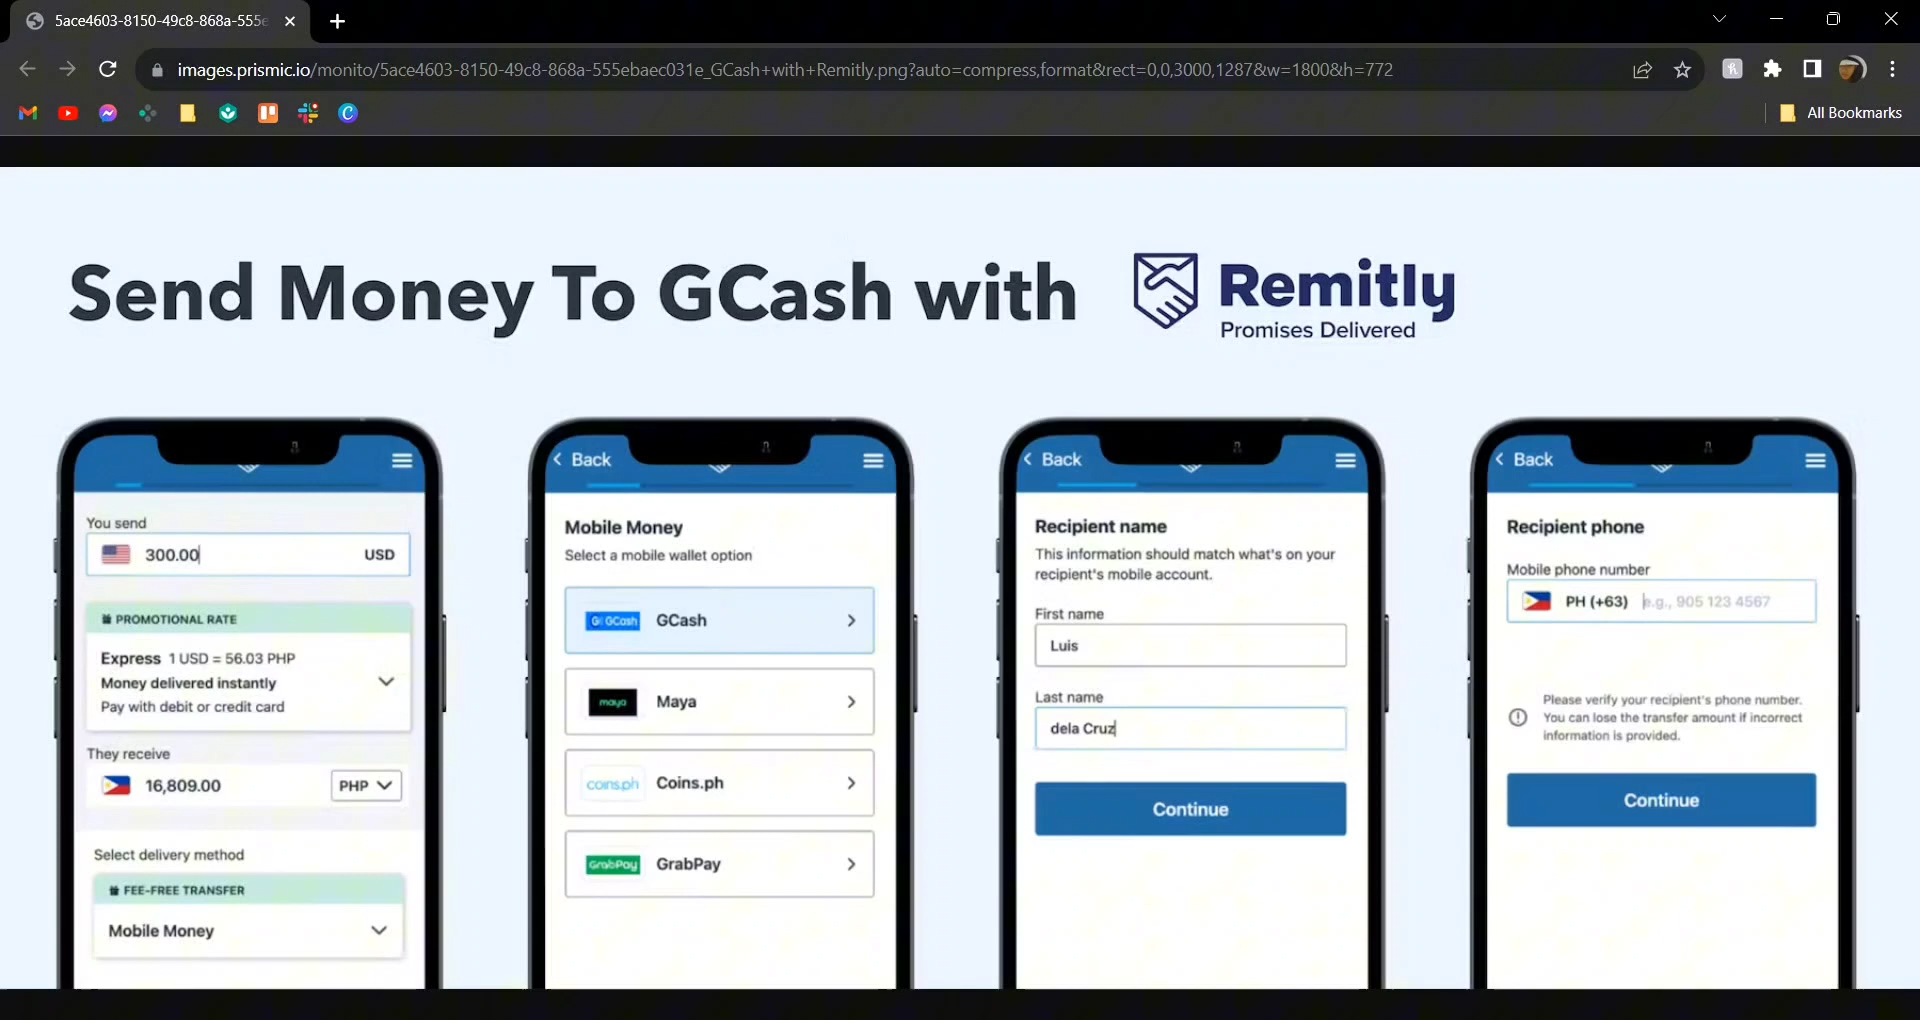 5ace4603-8150-49c8-868a-555e
images.prismic.io/monito/5ace4603-8150-49c8-868a-555ebaec031e_GCash+with+Remitly.png?auto=compress,format&rect=0,0,3000,1287&w=1800&h=772
All Bookmarks
Send Money To GCash with
Remitly
Promises Delivered
You send
300.00 USD
PROMOTIONAL RATE
Express 1 USD = 56.03 PHP
Money delivered instantly
Pay with debit or credit card
They receive
16,809.00 PHP
Select delivery method
FEE-FREE TRANSFER
Mobile Money
Back
Mobile Money
Select a mobile wallet option
GCash GCash
maya Maya
coins.ph Coins.ph
GrabPay GrabPay
Back
Recipient name
This information should match what's on your
recipient's mobile account.
First name
Luis
Last name
dela Cruz
Continue
Back
Recipient phone
Mobile phone number
PH (+63) e.g., 905 123 4567
Please verify your recipient's phone number.
You can lose the transfer amount if incorrect
information is provided.
Continue